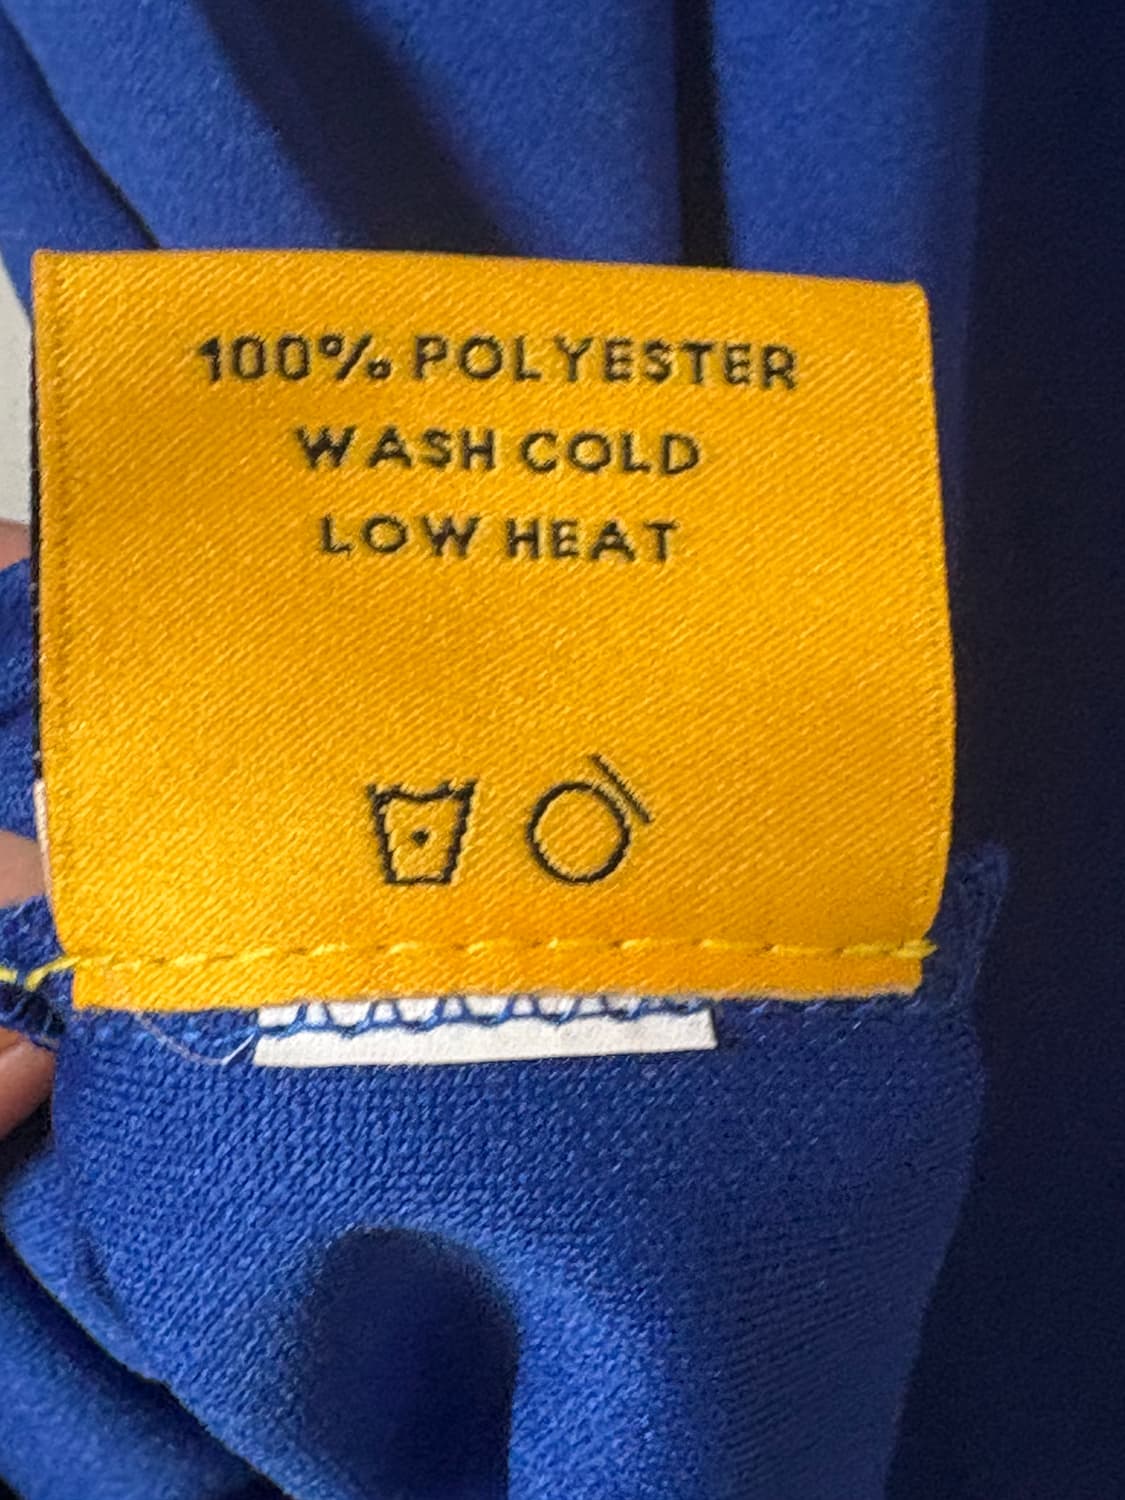 100% POLYESTER
WASH COLD
LOW HEAT